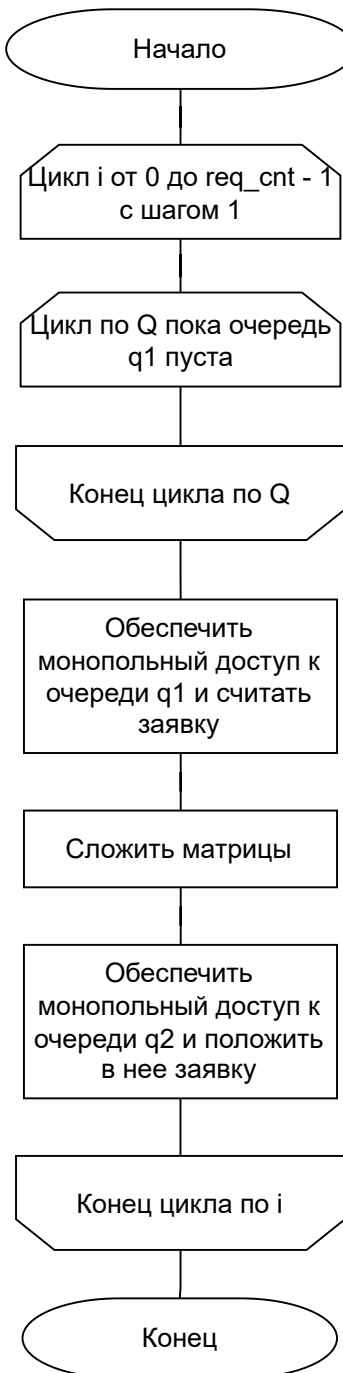 Начало
Цикл i от 0 до req_cnt - 1
с шагом 1
Цикл по Q пока очередь
q1 пуста
Конец цикла по Q
Обеспечить
монопольный доступ к
очереди q1 и считать
заявку
Сложить матрицы
Обеспечить
монопольный доступ к
очереди q2 и положить
в нее заявку
Конец цикла по i
Конец